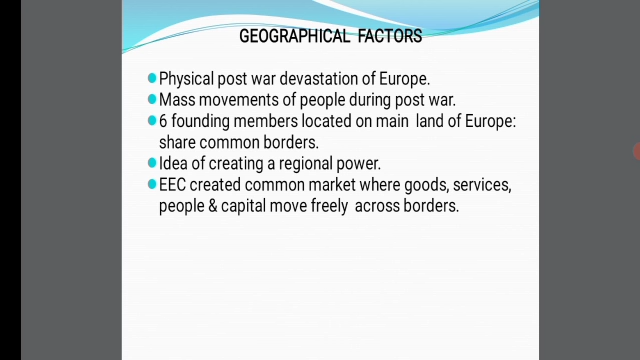 GEOGRAPHICAL FACTORS
Physical post war devastation of Europe.
Mass movements of people during post war.
6 founding members located on main land of Europe:
share common borders.
Idea of creating a regional power.
EEC created common market where goods, services,
people & capital move freely across borders.